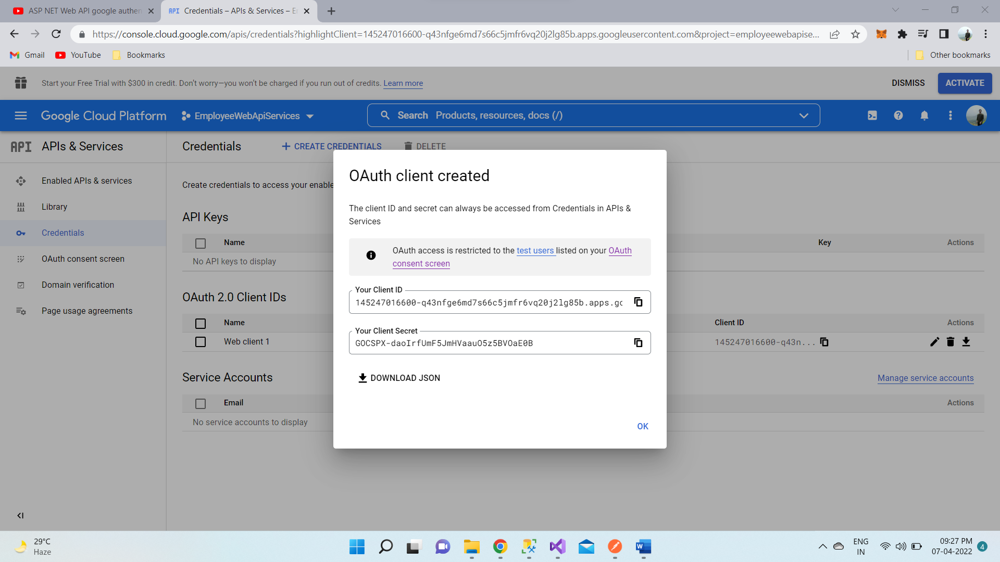 ASP NET Web API google authen
Credentials – APIs & Services – E
https://console.cloud.google.com/apis/credentials?highlightClient=145247016600-q43nfge6md7s66c5jmfr6vq20j2lg85b.apps.googleusercontent.com&project=employeewebapise...
Gmail
YouTube
Bookmarks
Other bookmarks
Start your Free Trial with $300 in credit. Don’t worry—you won’t be charged if you run out of credits. Learn more
DISMISS
ACTIVATE
Google Cloud Platform
EmployeeWebApiServices
Search Products, resources, docs (/)
API APIs & Services
Enabled APIs & services
Library
Credentials
OAuth consent screen
Domain verification
Page usage agreements
Credentials
CREATE CREDENTIALS
DELETE
Create credentials to access your enable
API Keys
Name
Key
Actions
No API keys to display
OAuth 2.0 Client IDs
Name
Client ID
Actions
Web client 1
145247016600-q43n...
Service Accounts
Manage service accounts
Email
Actions
No service accounts to display
OAuth client created
The client ID and secret can always be accessed from Credentials in APIs &
Services
OAuth access is restricted to the test users listed on your OAuth
consent screen
Your Client ID
145247016600-q43nfge6md7s66c5jmfr6vq20j2lg85b.apps.go
Your Client Secret
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
DOWNLOAD JSON
OK
29°C
Haze
ENG
IN
09:27 PM
07-04-2022
4